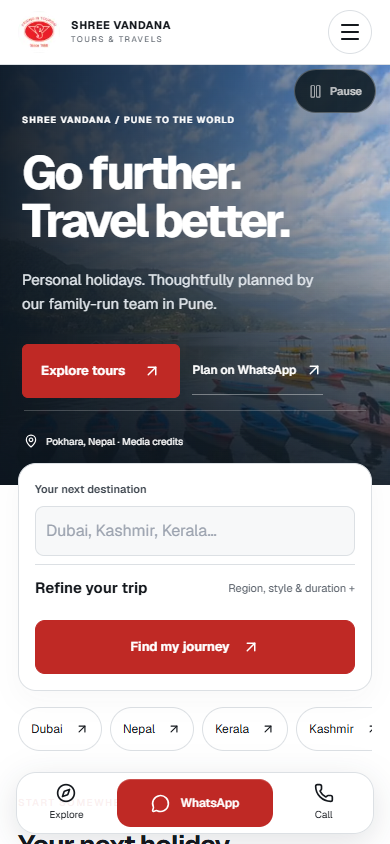 SHREE VANDANA
TOURS & TRAVELS
Pause
SHREE VANDANA / PUNE TO THE WORLD
Go further.
Travel better.
Personal holidays. Thoughtfully planned by
our family-run team in Pune.
Explore tours
Plan on WhatsApp
Pokhara, Nepal · Media credits
Your next destination
Dubai, Kashmir, Kerala...
Refine your trip
Region, style & duration +
Find my journey
Dubai
Nepal
Kerala
Kashmir
Explore
WhatsApp
Call
Your next holiday